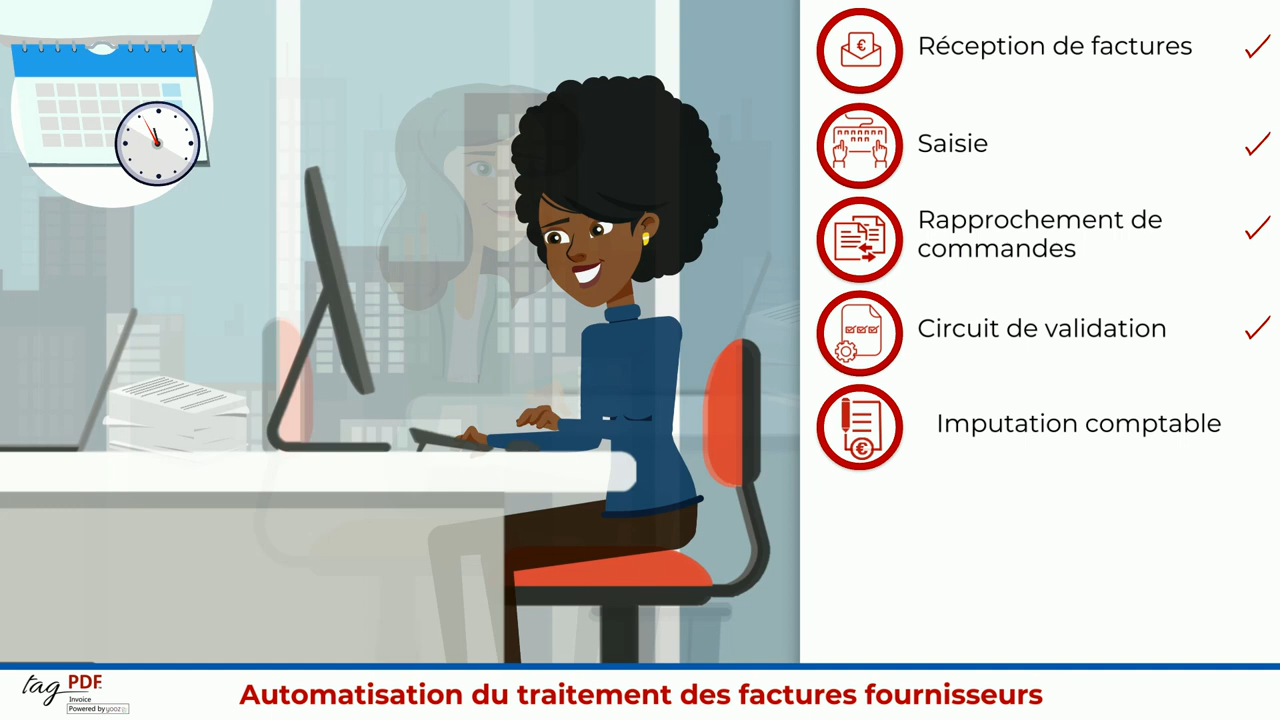 Réception de factures
Saisie
Rapprochement de
commandes
Circuit de validation
Imputation comptable
tag PDF
Invoice
Powered by yooz
Automatisation du traitement des factures fournisseurs